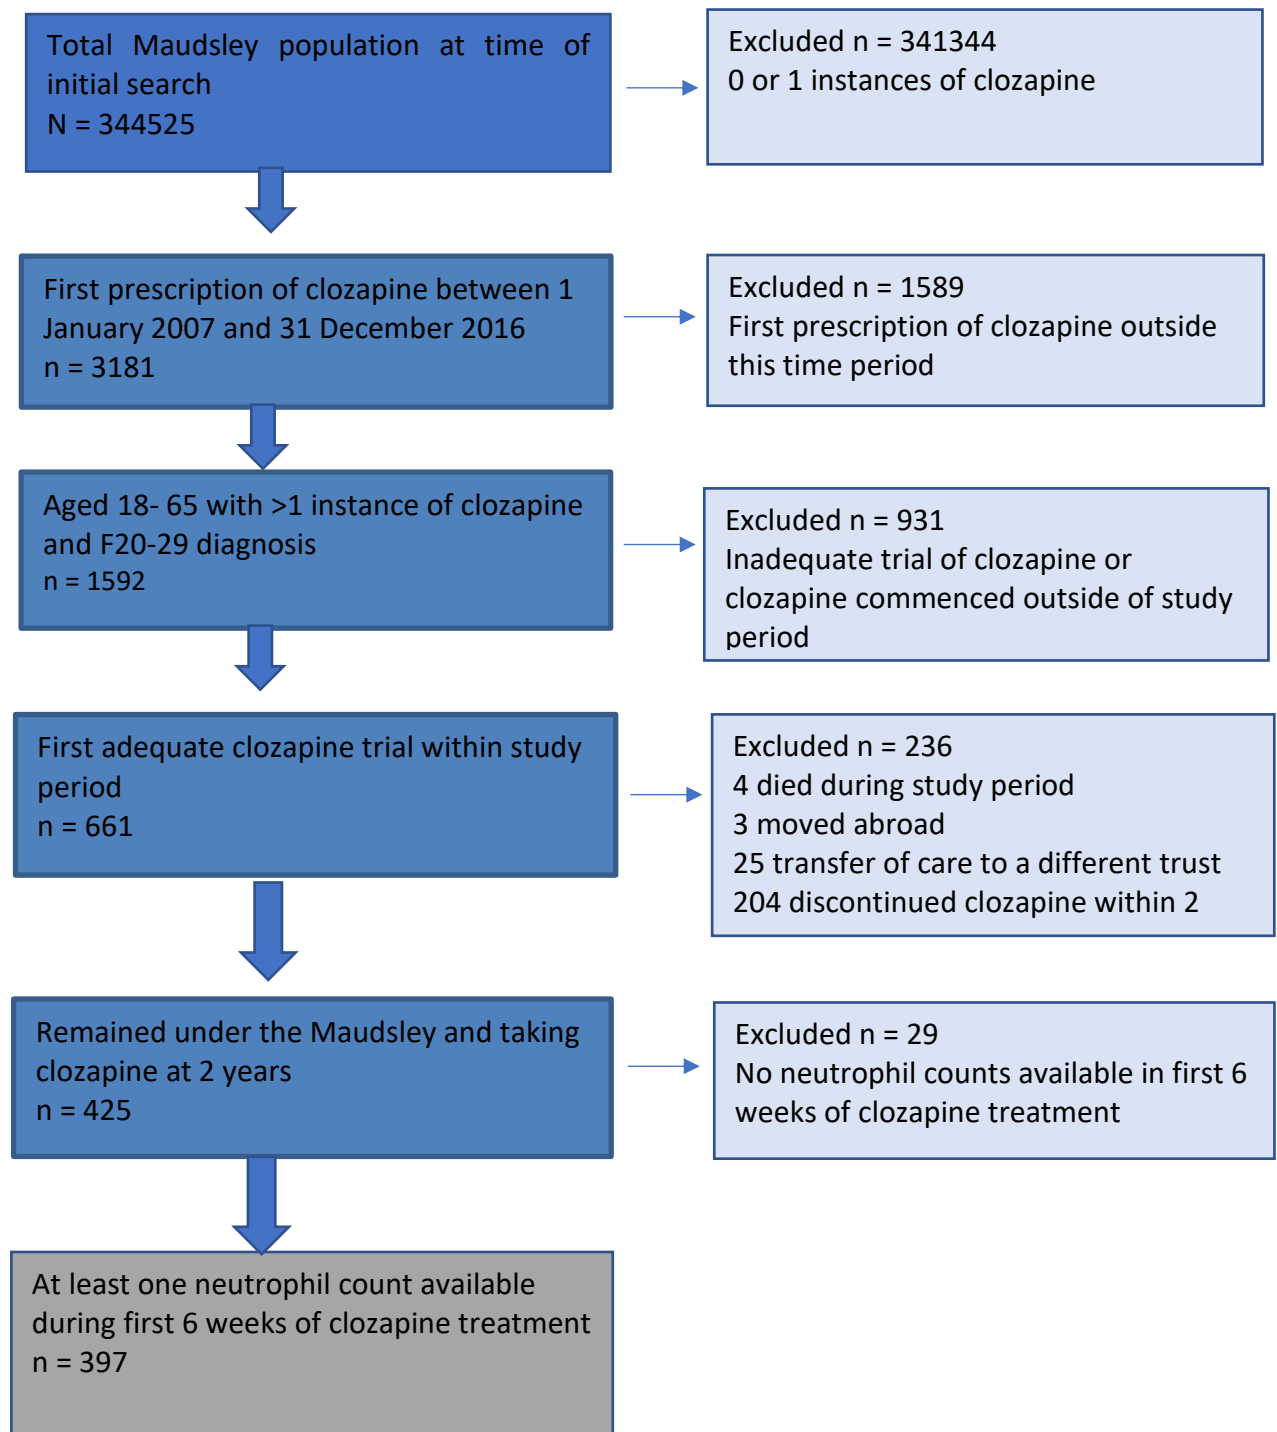 Total Maudsley population at time of
initial search
N = 344525
Excluded n = 341344
0 or 1 instances of clozapine
First prescription of clozapine between 1
January 2007 and 31 December 2016
n = 3181
Excluded n = 1589
First prescription of clozapine outside
this time period
Aged 18- 65 with >1 instance of clozapine
and F20-29 diagnosis
n = 1592
Excluded n = 931
Inadequate trial of clozapine or
clozapine commenced outside of study
period
First adequate clozapine trial within study
period
n = 661
Excluded n = 236
4 died during study period
3 moved abroad
25 transfer of care to a different trust
204 discontinued clozapine within 2
Remained under the Maudsley and taking
clozapine at 2 years
n = 425
Excluded n = 29
No neutrophil counts available in first 6
weeks of clozapine treatment
At least one neutrophil count available
during first 6 weeks of clozapine treatment
n = 397